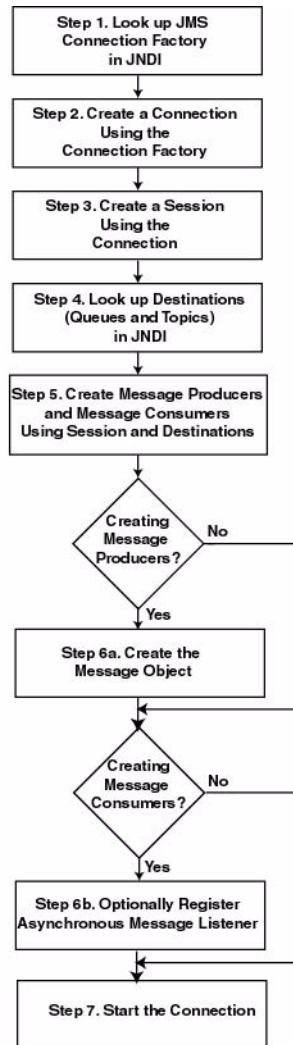 Step 1. Look up JMS
Connection Factory
in JNDI
Step 2. Create a Connection
Using the
Connection Factory
Step 3. Create a Session
Using the
Connection
Step 4. Look up Destinations
(Queues and Topics)
in JNDI
Step 5. Create Message Producers
and Message Consumers
Using Session and Destinations
Creating
Message
Producers?
No
Yes
Step 6a. Create the
Message Object
Creating
Message
Consumers?
No
Yes
Step 6b. Optionally Register
Asynchronous Message Listener
Step 7. Start the Connection